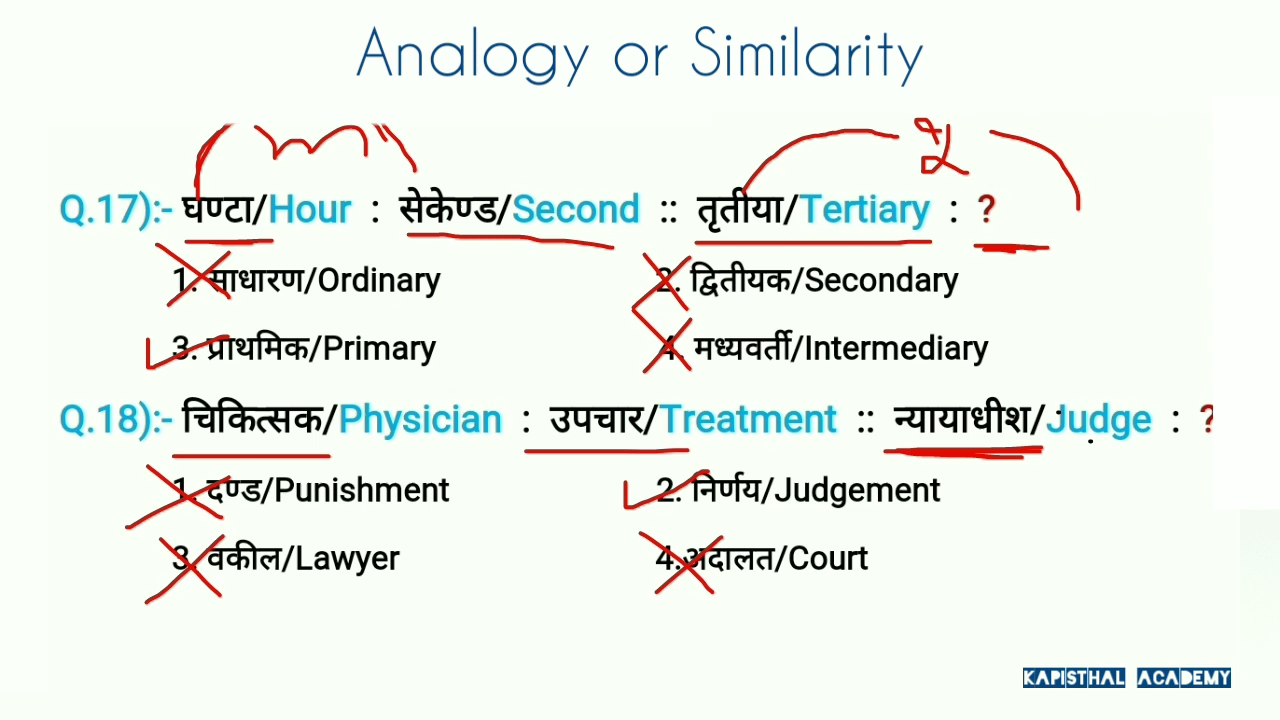 Analogy or Similarity
Q.17):- घण्टा/Hour : सेकेण्ड/Second :: तृतीया/Tertiary : ?
1. साधारण/Ordinary 2. द्वितीयक/Secondary
3. प्राथमिक/Primary 4. मध्यवर्ती/Intermediary
Q.18):- चिकित्सक/Physician : उपचार/Treatment :: न्यायाधीश/Judge : ?
1. दण्ड/Punishment 2. निर्णय/Judgement
3. वकील/Lawyer 4.अदालत/Court
KAPISTHAL ACADEMY